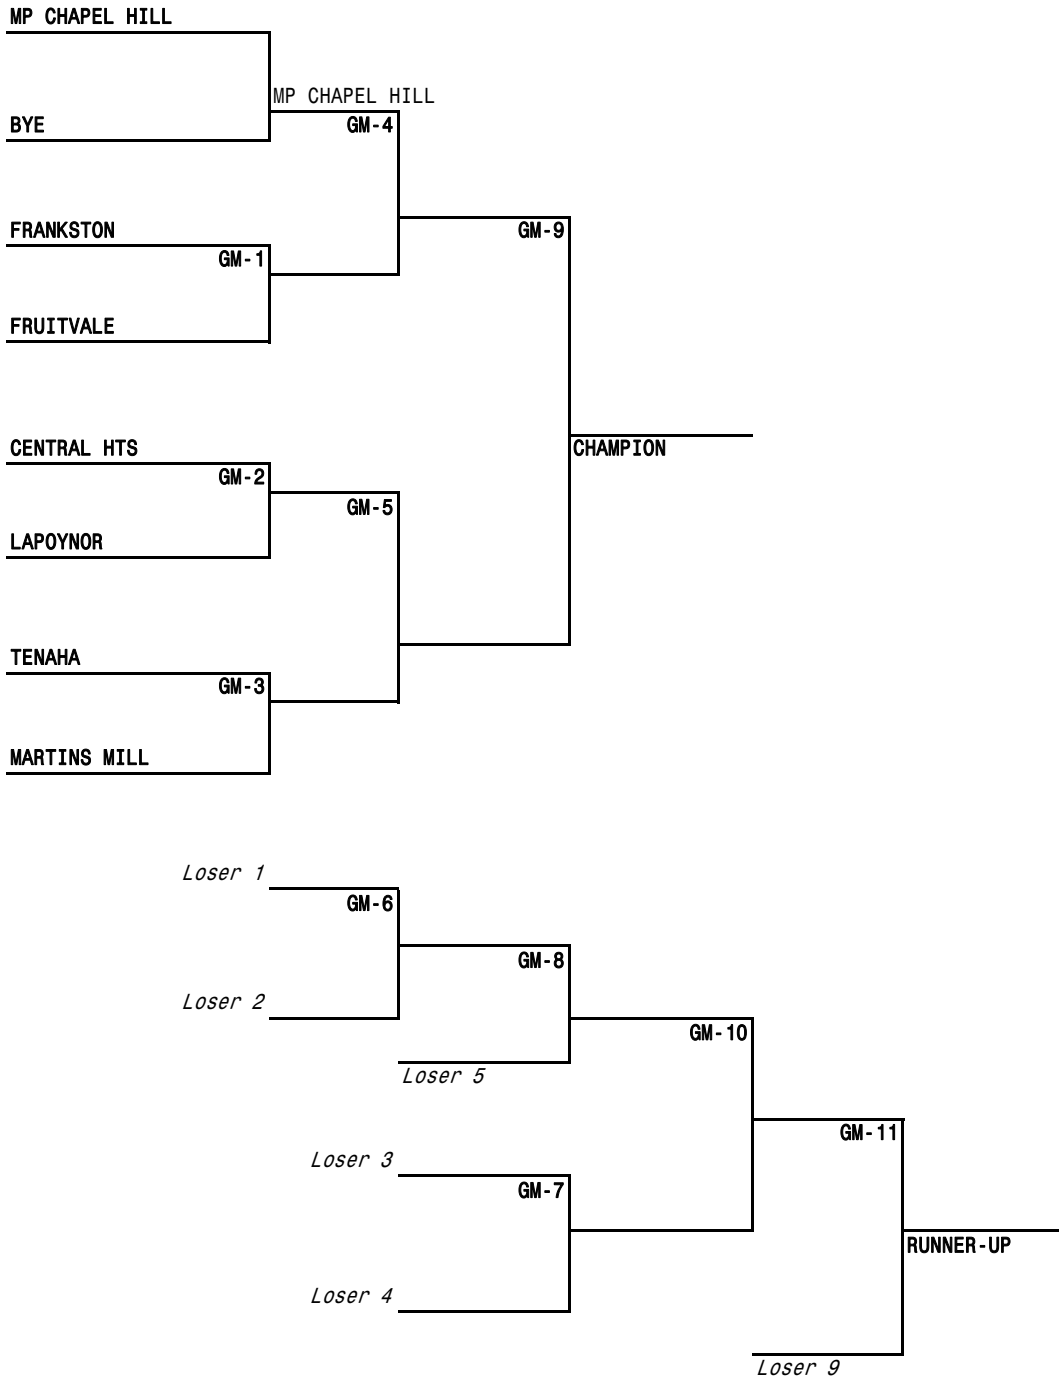 MP CHAPEL HILL
MP CHAPEL HILL
BYE
GM-4
FRANKSTON
GM-9
GM-1
FRUITVALE
CENTRAL HTS
CHAMPION
GM-2
GM-5
LAPOYNOR
TENAHA
GM-3
MARTINS MILL
Loser 1
GM-6
GM-8
Loser 2
GM-10
Loser 5
GM-11
Loser 3
GM-7
RUNNER-UP
Loser 4
Loser 9